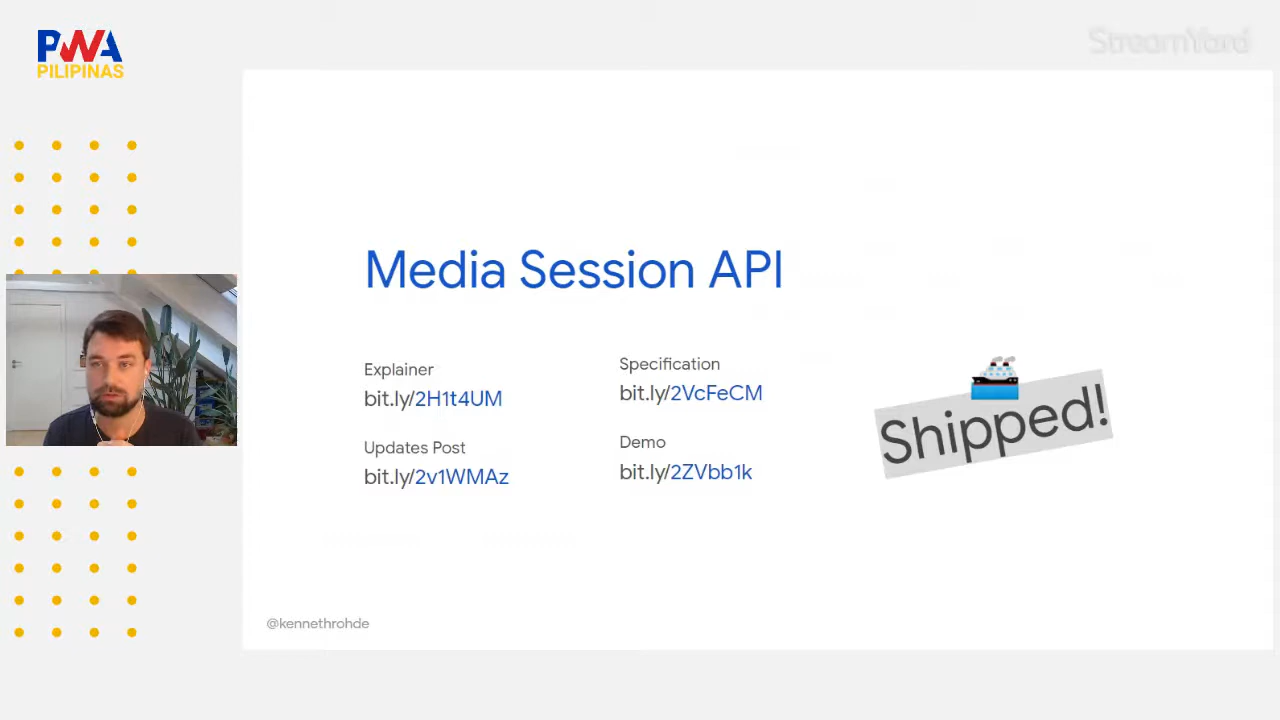 PWA
PILIPINAS
StreamYard
Media Session API
Explainer
bit.ly/2H1t4UM
Updates Post
bit.ly/2v1WMAz
Specification
bit.ly/2VcFeCM
Demo
bit.ly/2ZVbb1k
Shipped!
@kennethrohde